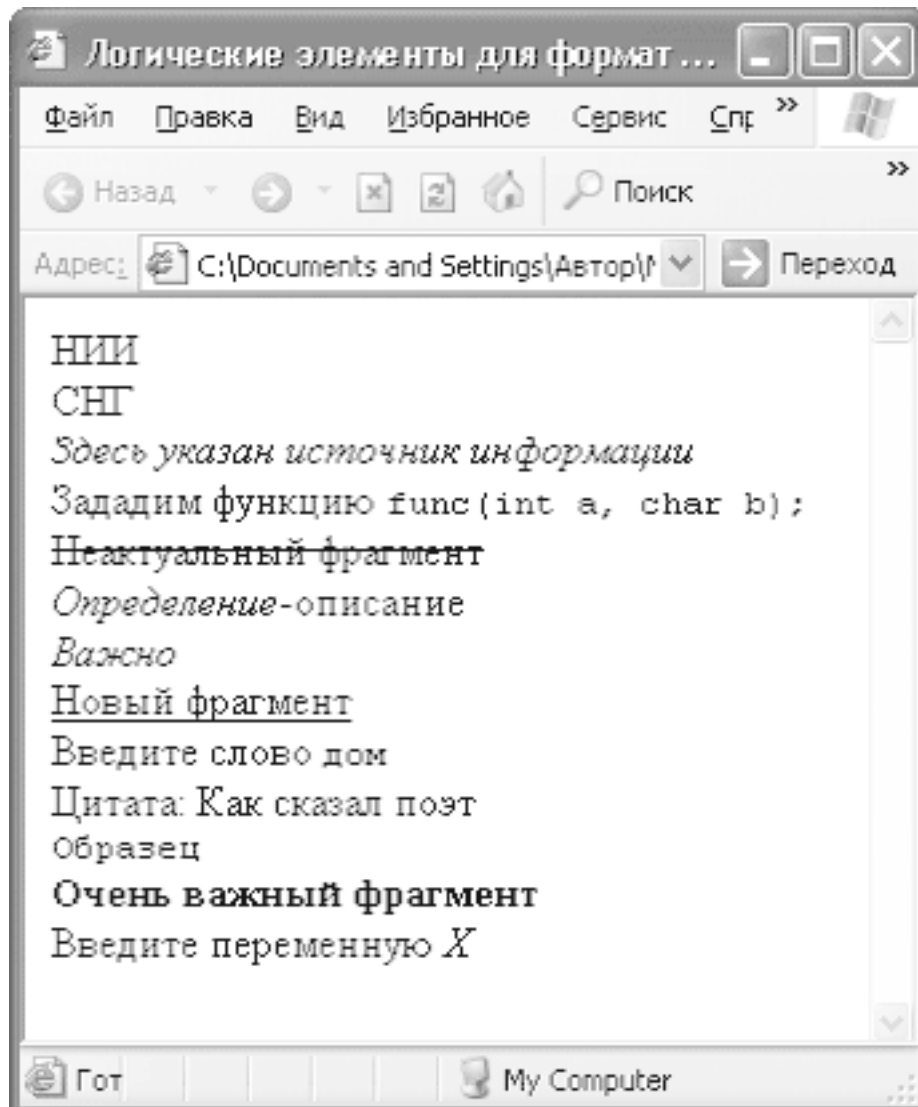 Логические элементы для формат...
Файл Правка Вид Избранное Сервис Спр »
Назад Поиск »
Адрес: C:\Documents and Settings\Автор\ Переход
НИИ
СНГ
Здесь указан источник информации
Зададим функцию func(int a, char b);
Неактуальный фрагмент
Определение-описание
Важно
Новый фрагмент
Введите слово дом
Цитата: Как сказал поэт
Образец
Очень важный фрагмент
Введите переменную X
Гот My Computer